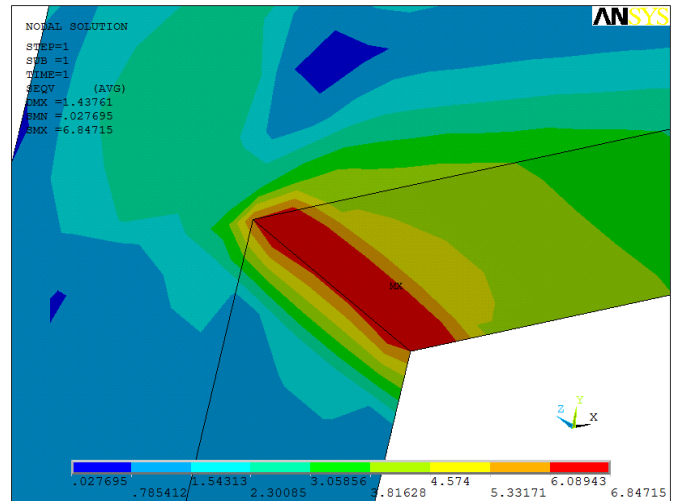 ANSYS
NODAL SOLUTION
STEP=1
SUB =1
TIME=1
SEQV (AVG)
DMX =1.43761
SMN =.027695
SMX =6.84715
MX
Z Y X
.027695 1.54313 3.05856 4.574 6.08943
.785412 2.30085 3.81628 5.33171 6.84715